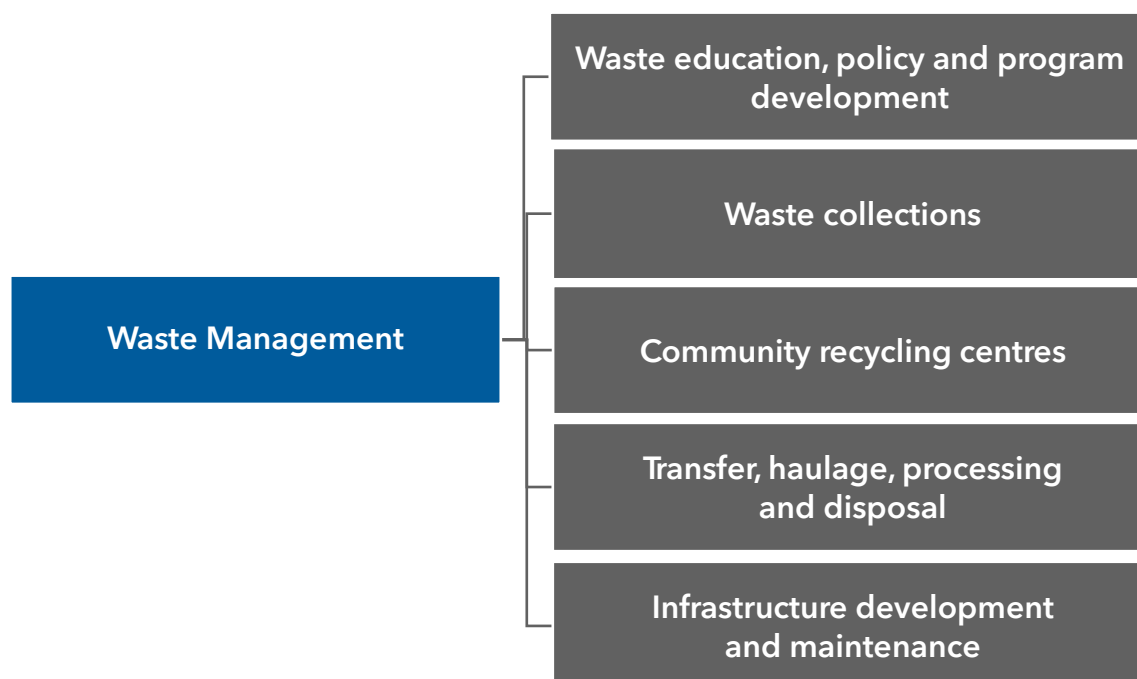 Waste education, policy and program
development
Waste collections
Waste Management
Community recycling centres
Transfer, haulage, processing
and disposal
Infrastructure development
and maintenance